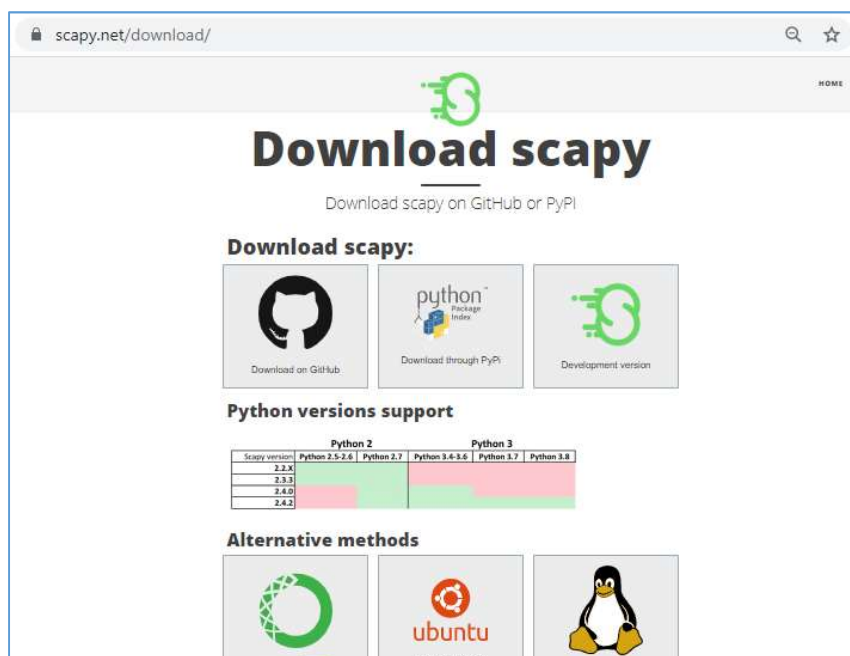 scapy.net/download/
HOME
Download scapy
Download scapy on GitHub or PyPI
Download scapy:
Download on GitHub
python
Package
Index
Download through PyPi
Development version
Python versions support
Python 2 Python 3
Scapy version Python 2.5-2.6 Python 2.7 Python 3.4-3.6 Python 3.7 Python 3.8
2.2.X
2.3.3
2.4.0
2.4.2
Alternative methods
ubuntu